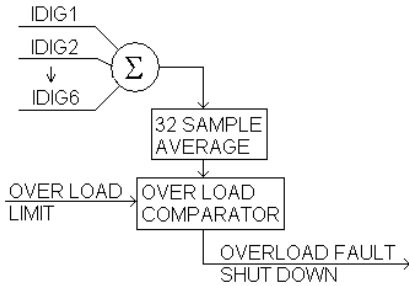 IDIG1
IDIG2
IDIG6
Σ
32 SAMPLE
AVERAGE
OVER LOAD
LIMIT
OVER LOAD
COMPARATOR
OVERLOAD FAULT
SHUT DOWN